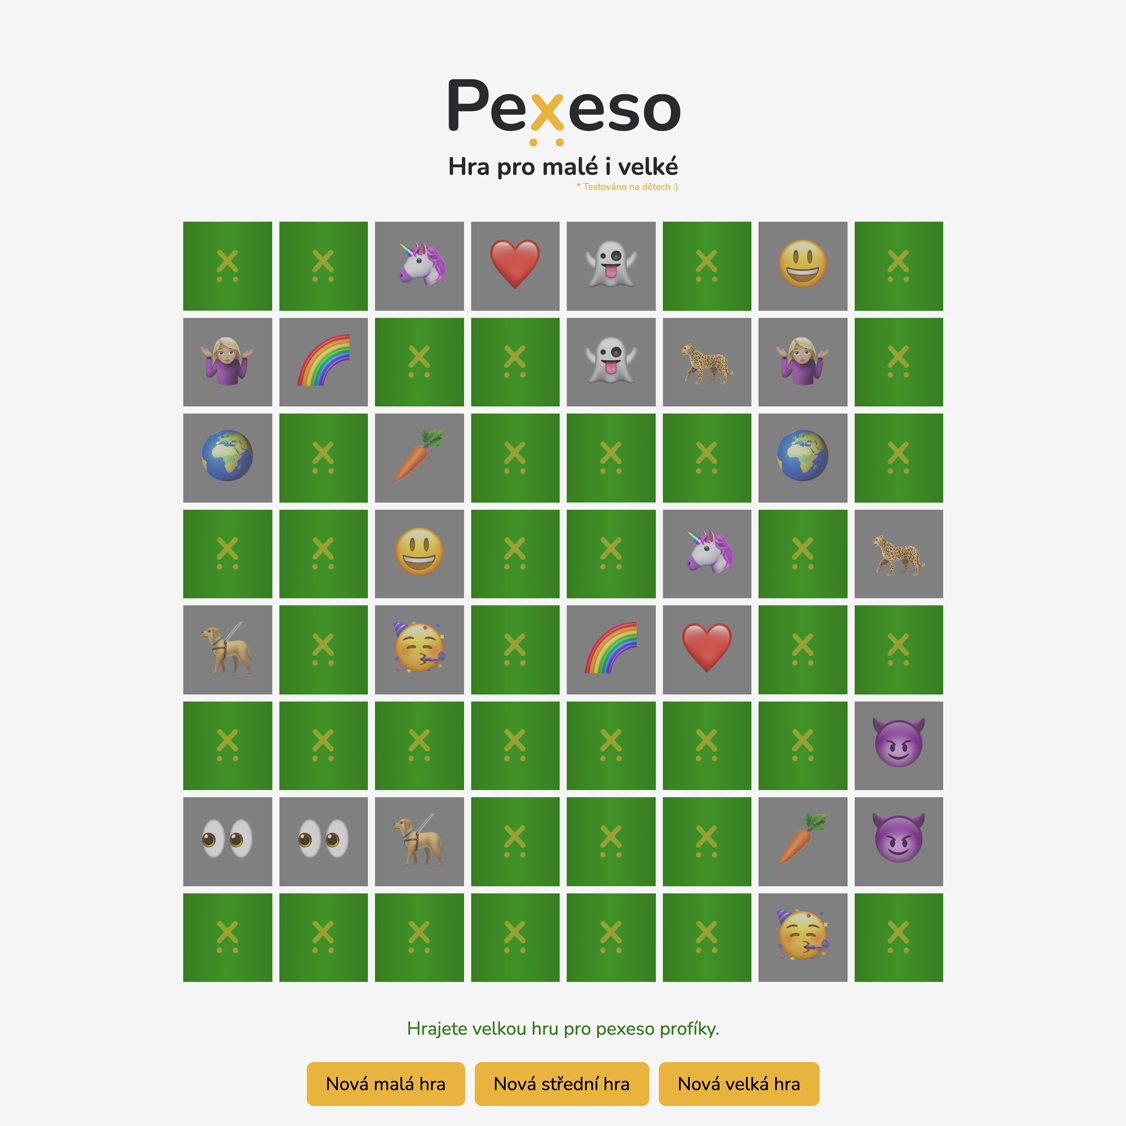 Pexeso
Hra pro malé i velké
* Testováno na dětech :)
Hrajete velkou hru pro pexeso profíky.
Nová malá hra
Nová střední hra
Nová velká hra